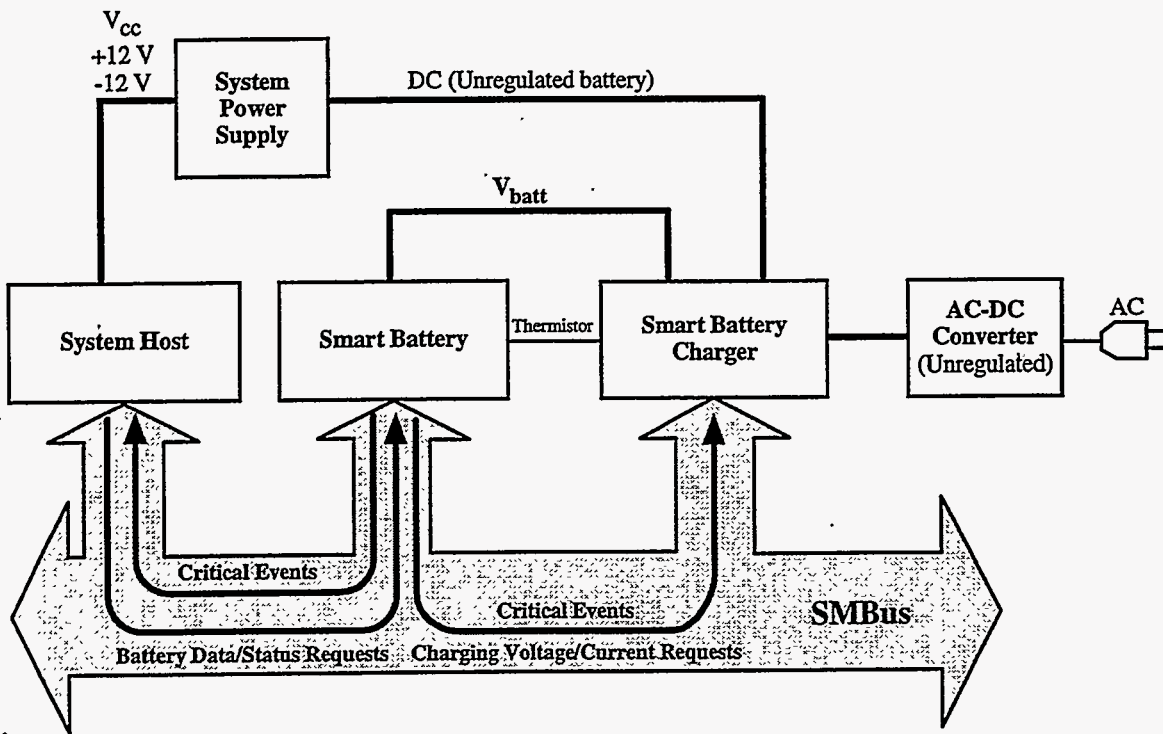 Vcc
+12 V
-12 V
System
Power
Supply
DC (Unregulated battery)
Vbatt
System Host
Smart Battery
Thermistor
Smart Battery
Charger
AC-DC
Converter
(Unregulated)
AC
Critical Events
Critical Events
SMBus
Battery Data/Status Requests
Charging Voltage/Current Requests